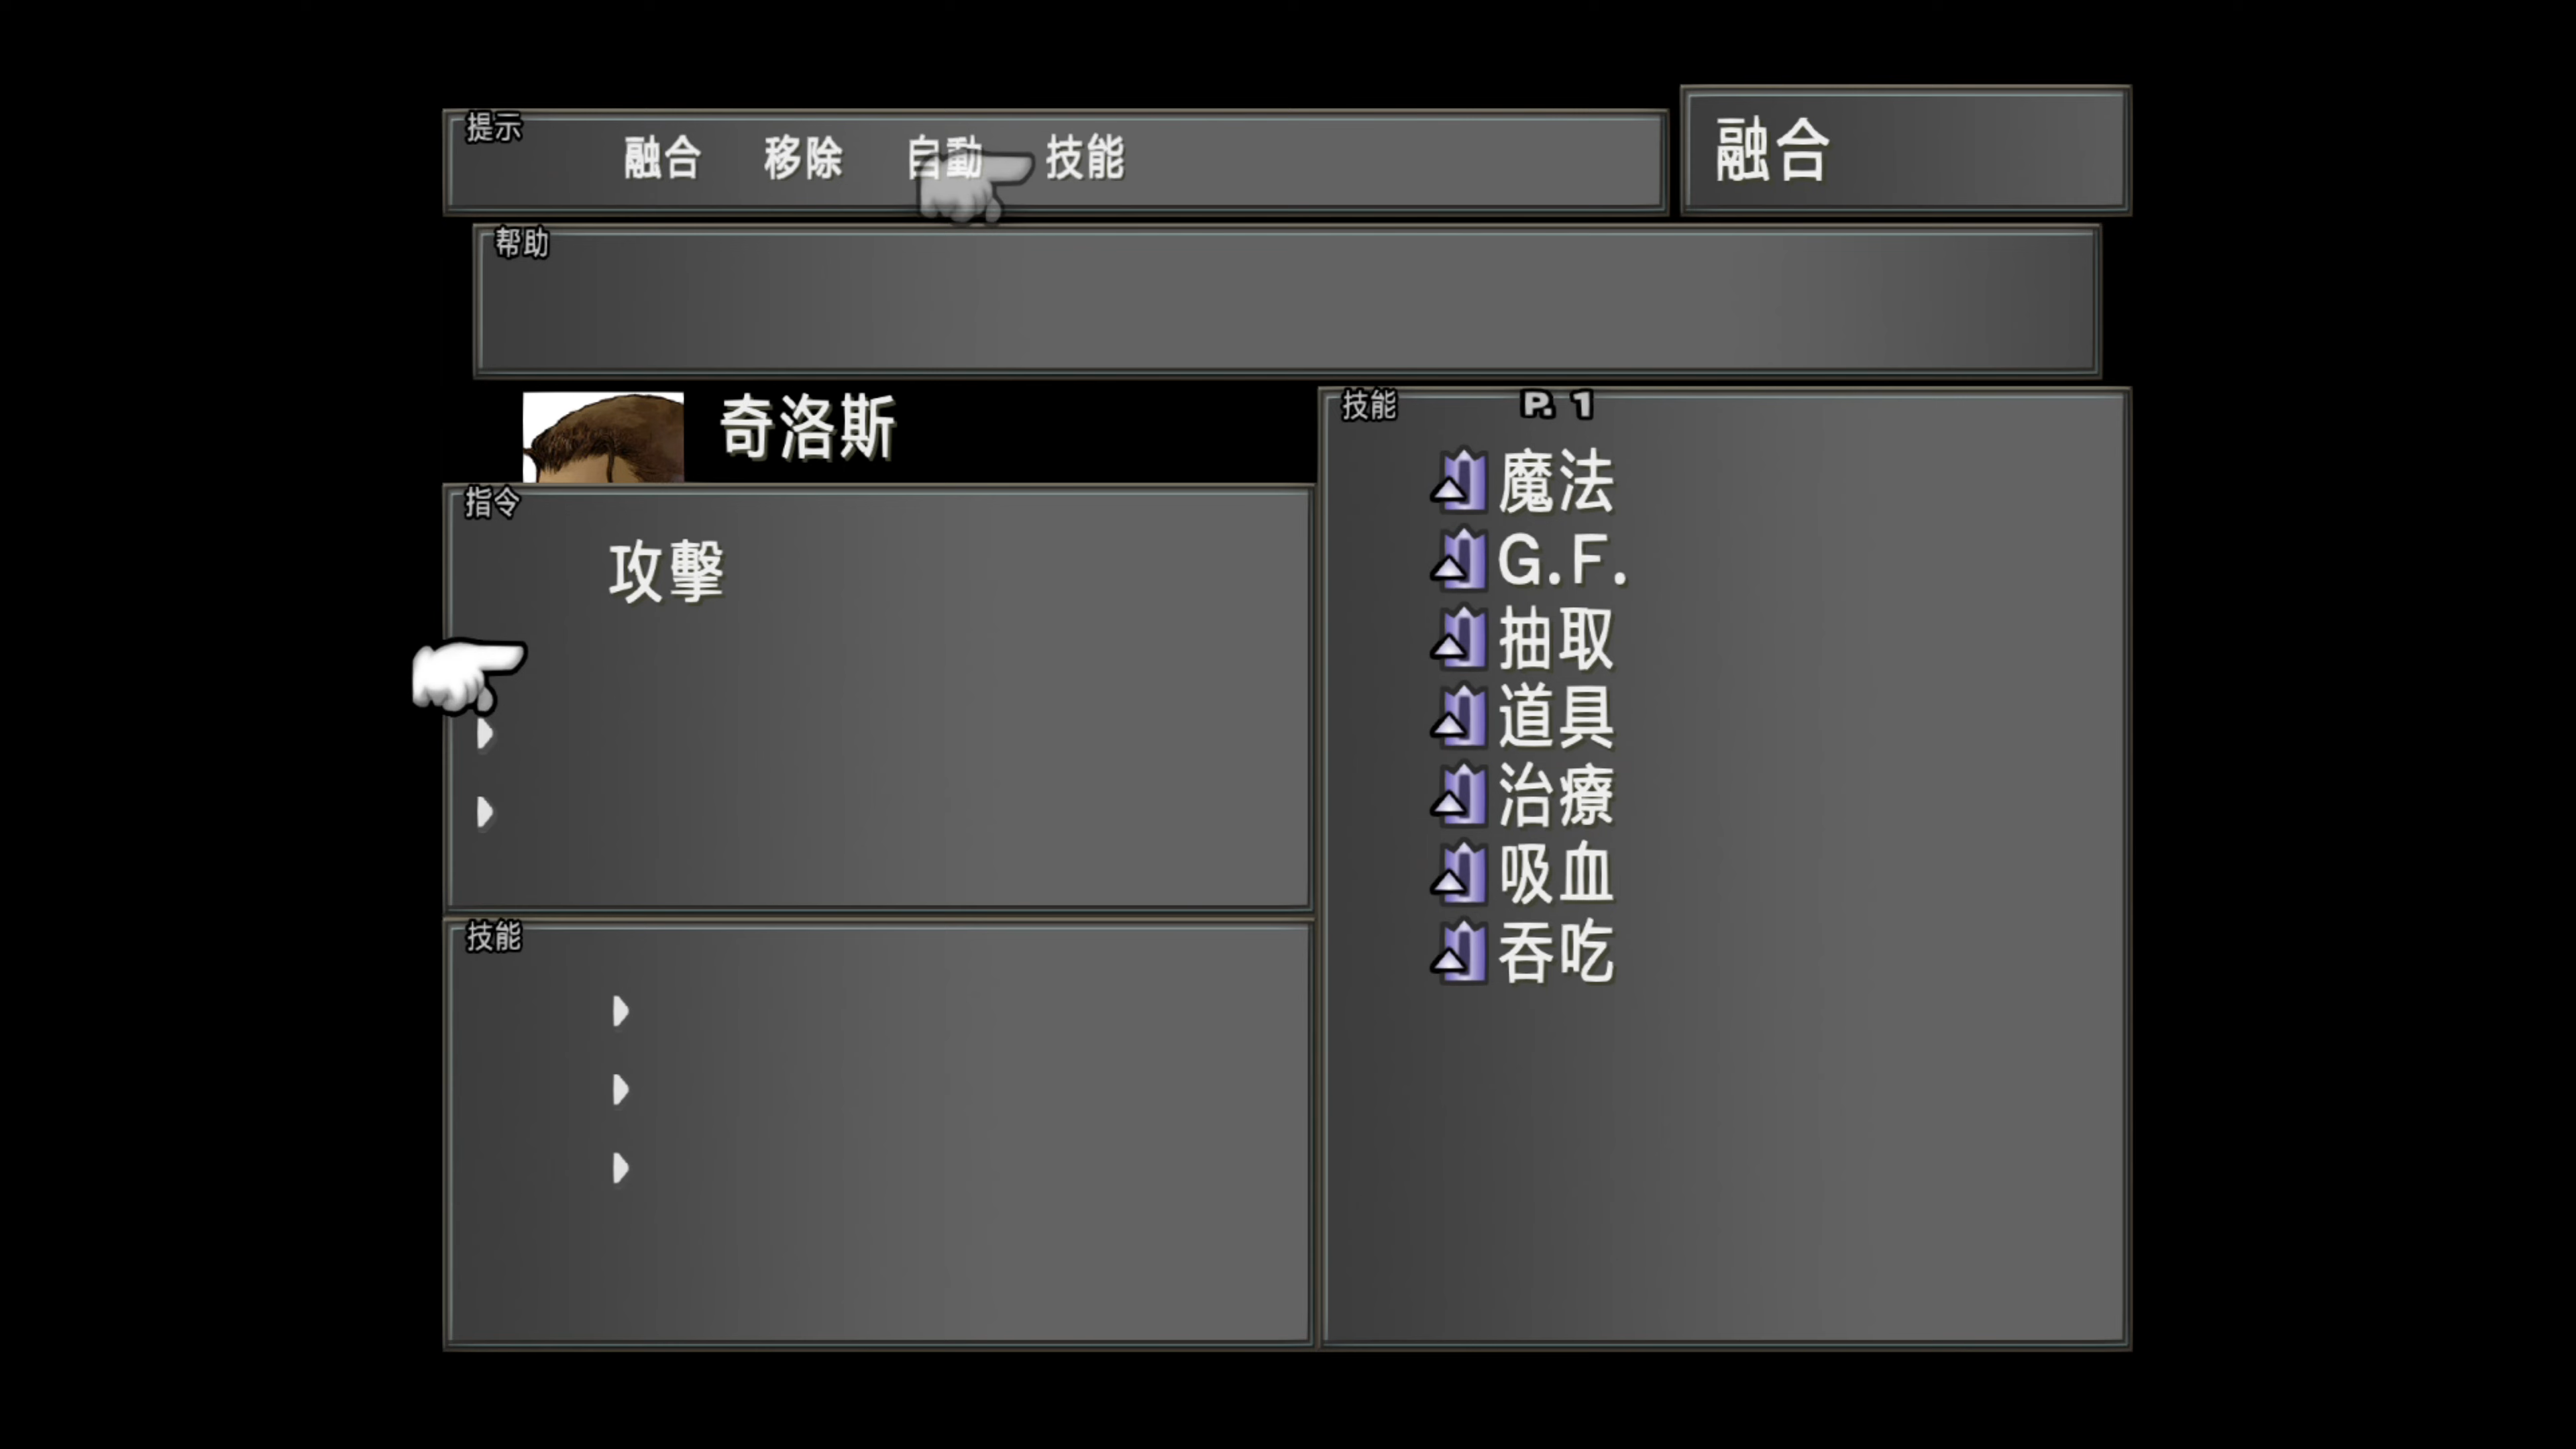 提示
融合 移除 自動 技能
融合
帮助
奇洛斯
指令
攻擊
技能
技能 P. 1
魔法
G.F.
抽取
道具
治療
吸血
吞吃